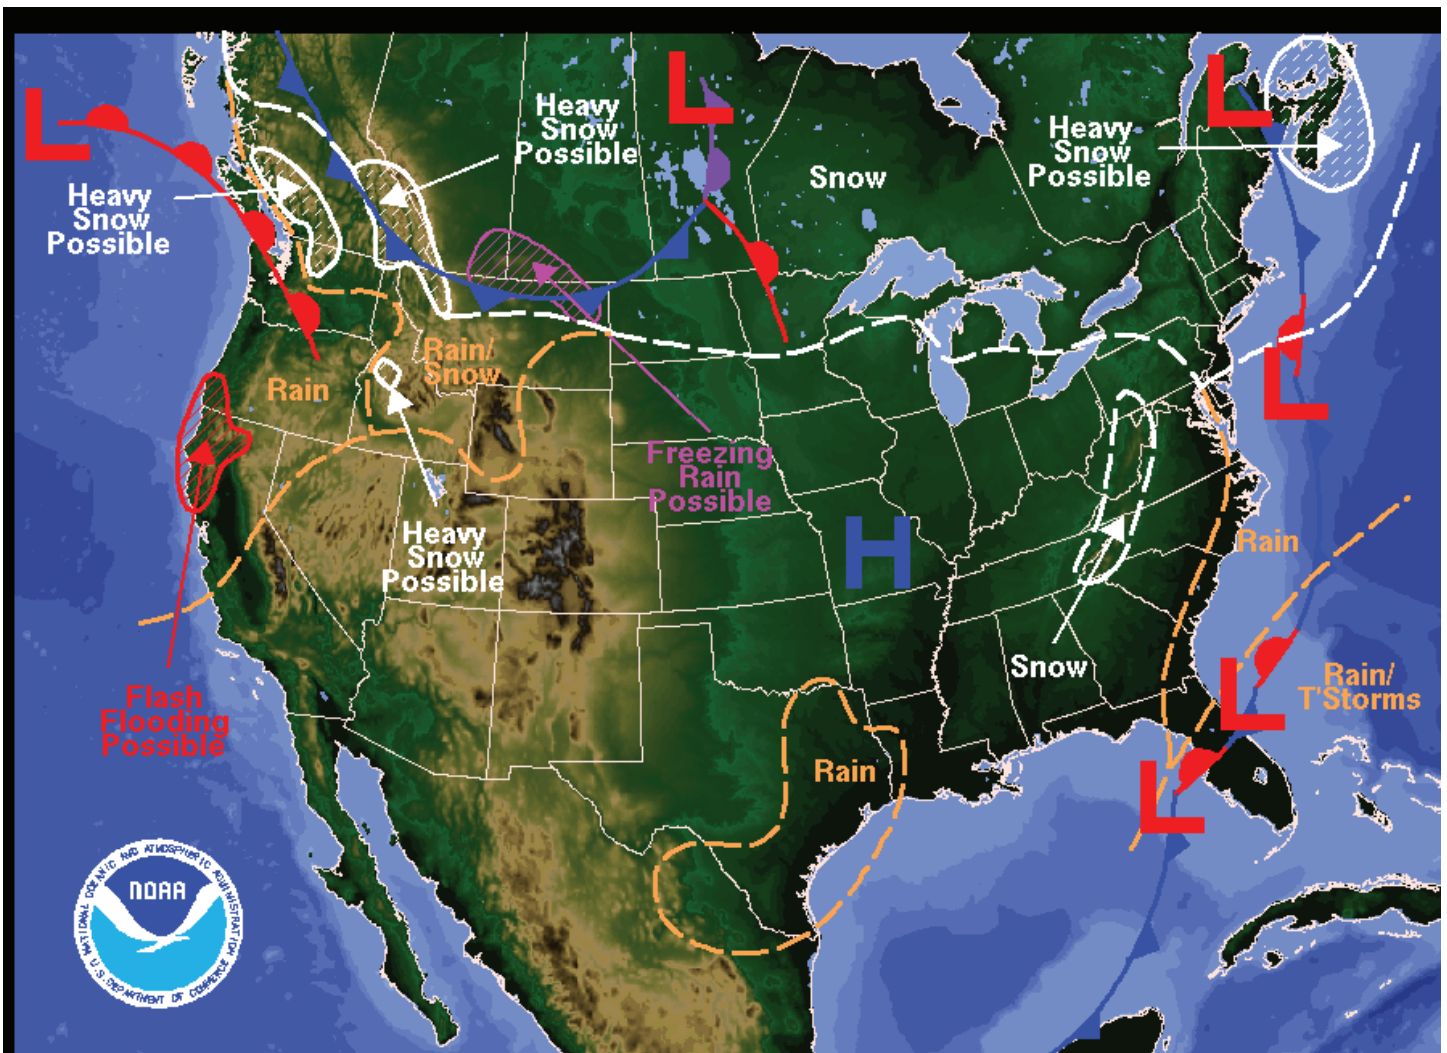 L
L
L
Heavy
Snow
Possible
Heavy
Snow
Possible
Heavy
Snow
Possible
Snow
Rain/
Snow
Rain
L
Freezing
Rain
Possible
H
Heavy
Snow
Possible
Rain
Snow
Rain/
T'Storms
L
Flash
Flooding
Possible
Rain
L
NOAA
NATIONAL OCEANIC AND ATMOSPHERIC ADMINISTRATION
U.S. DEPARTMENT OF COMMERCE